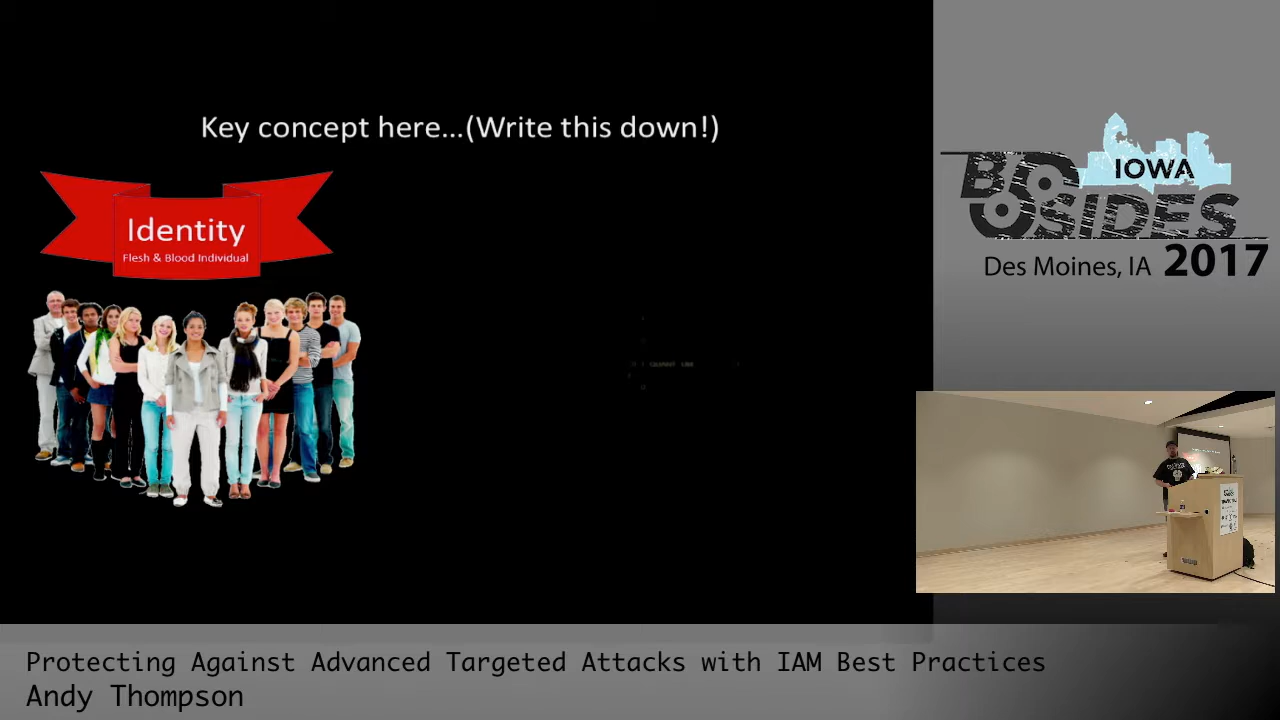 Key concept here...(Write this down!)
Identity
Flesh & Blood Individual
BSIDES
IOWA
Des Moines, IA 2017
Protecting Against Advanced Targeted Attacks with IAM Best Practices
Andy Thompson